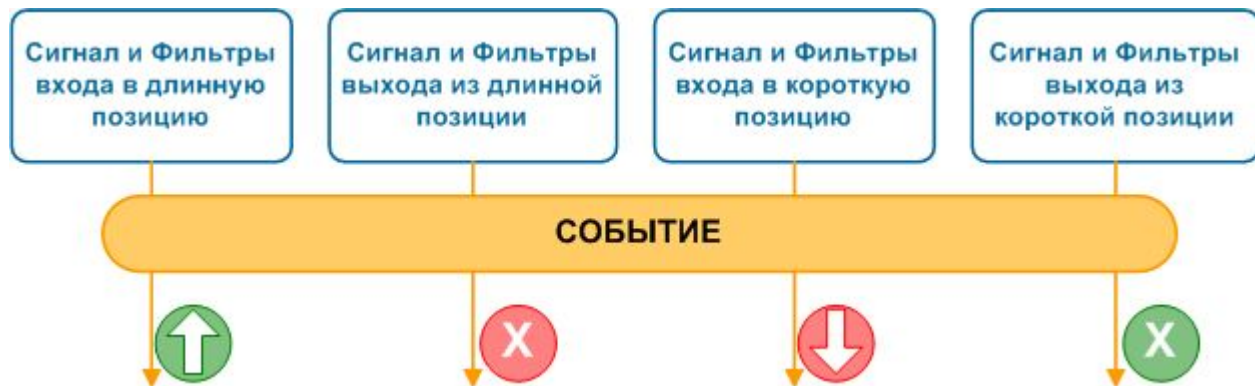 Сигнал и Фильтры
входа в длинную
позицию
Сигнал и Фильтры
выхода из длинной
позиции
Сигнал и Фильтры
входа в короткую
позицию
Сигнал и Фильтры
выхода из
короткой позиции
СОБЫТИЕ
X
X